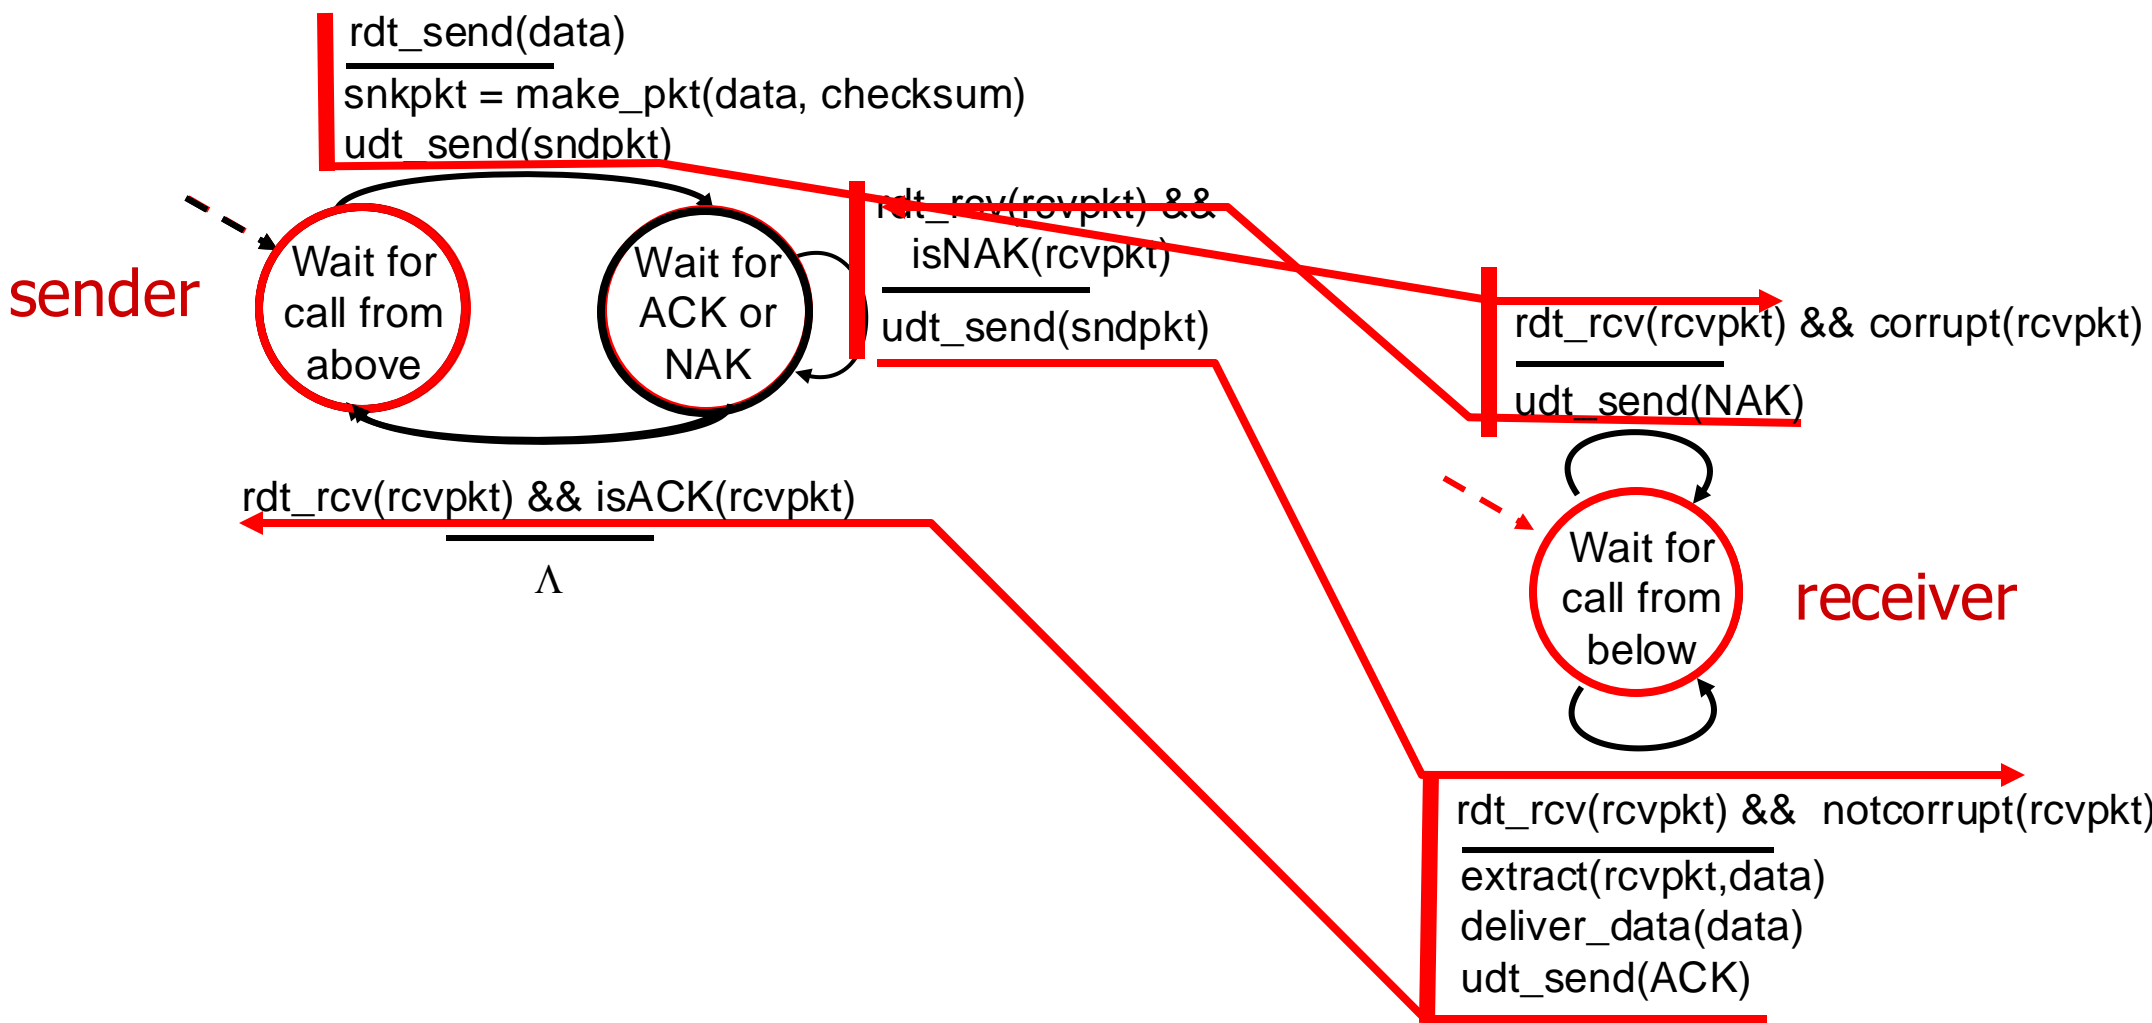 rdt_send(data)
snkpkt = make_pkt(data, checksum)
udt_send(sndpkt)
rdt_rcv(rcvpkt) &&
isNAK(rcvpkt)
udt_send(sndpkt)
sender
Wait for
call from
above
Wait for
ACK or
NAK
rdt_rcv(rcvpkt) && corrupt(rcvpkt)
udt_send(NAK)
rdt_rcv(rcvpkt) && isACK(rcvpkt)
Λ
Wait for
call from
below
receiver
rdt_rcv(rcvpkt) && notcorrupt(rcvpkt)
extract(rcvpkt,data)
deliver_data(data)
udt_send(ACK)